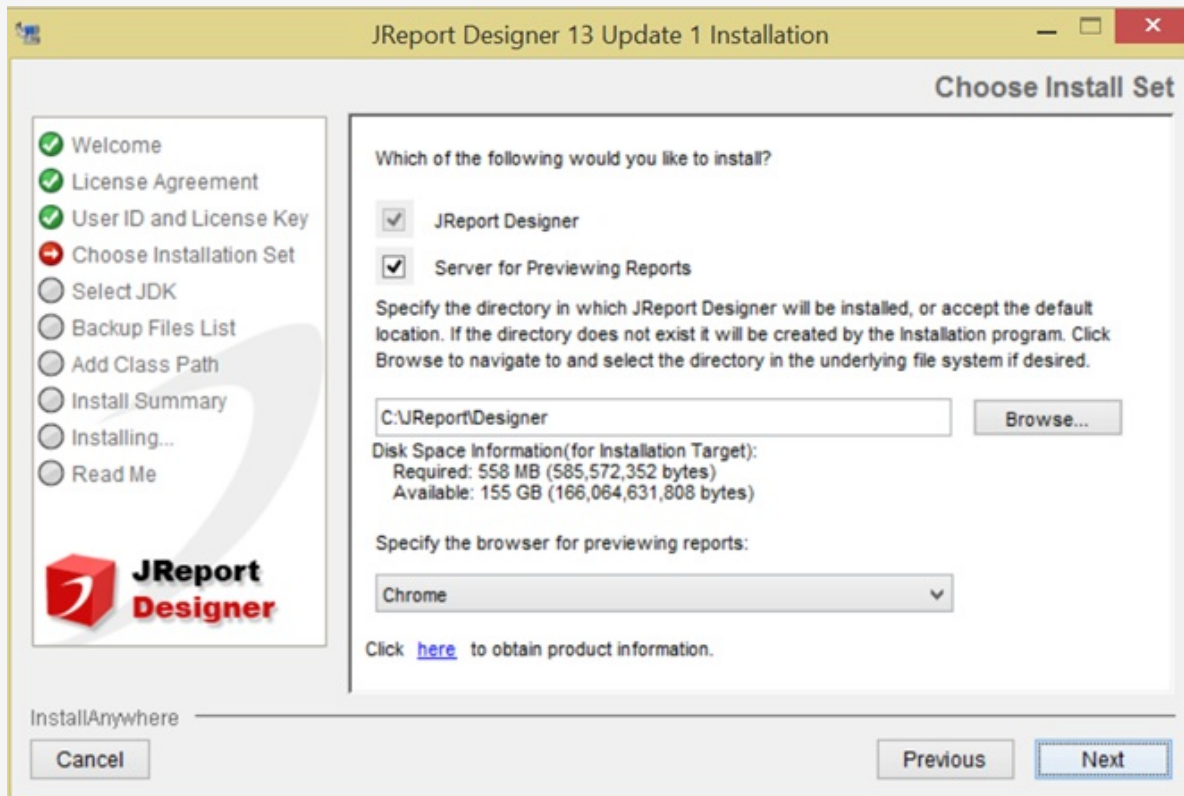 JReport Designer 13 Update 1 Installation
Choose Install Set
Welcome
License Agreement
User ID and License Key
Choose Installation Set
Select JDK
Backup Files List
Add Class Path
Install Summary
Installing...
Read Me
JReport
Designer
Which of the following would you like to install?
JReport Designer
Server for Previewing Reports
Specify the directory in which JReport Designer will be installed, or accept the default
location. If the directory does not exist it will be created by the Installation program. Click
Browse to navigate to and select the directory in the underlying file system if desired.
C:\JReport\Designer
Browse...
Disk Space Information(for Installation Target):
Required: 558 MB (585,572,352 bytes)
Available: 155 GB (166,064,631,808 bytes)
Specify the browser for previewing reports:
Chrome
Click here to obtain product information.
InstallAnywhere
Cancel
Previous
Next